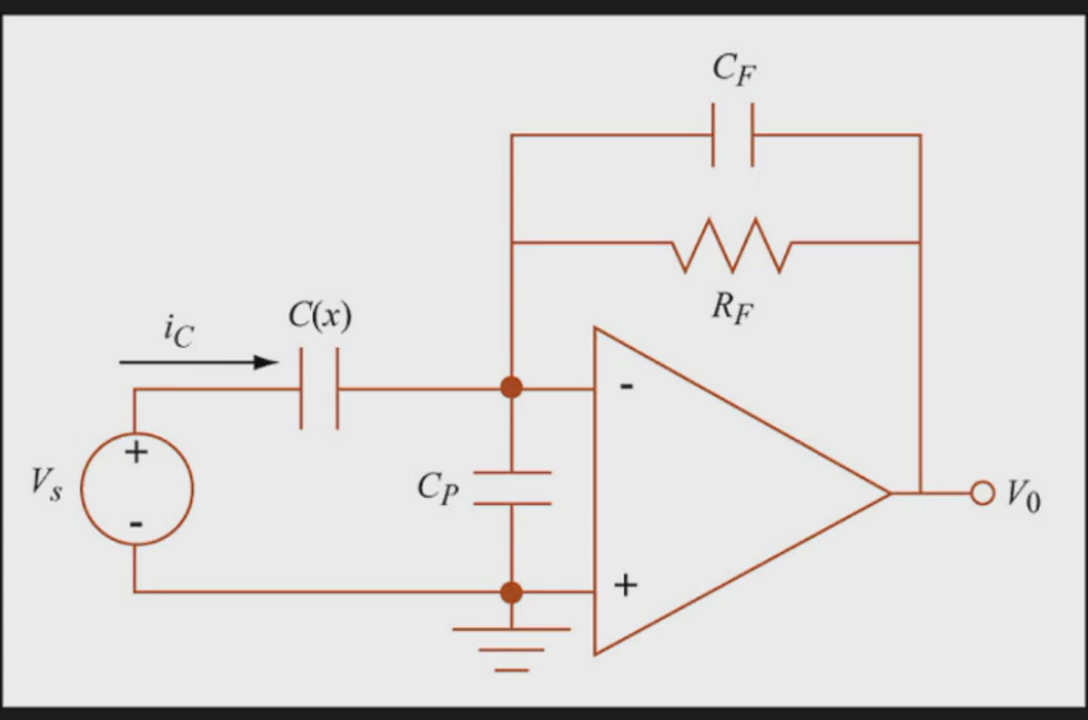 C_F
R_F
C(x)
i_C
-
+
V_s
-
C_P
V_0
+